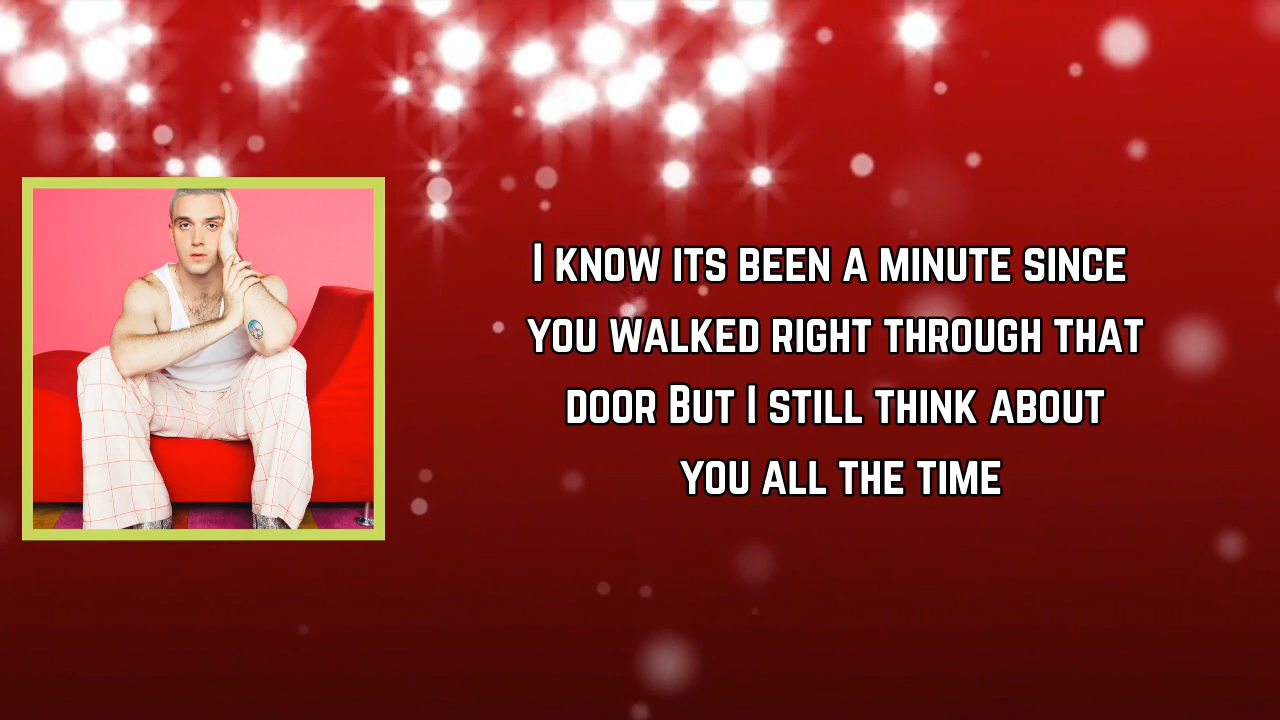 I know its been a minute since
you walked right through that
door But I still think about
you all the time